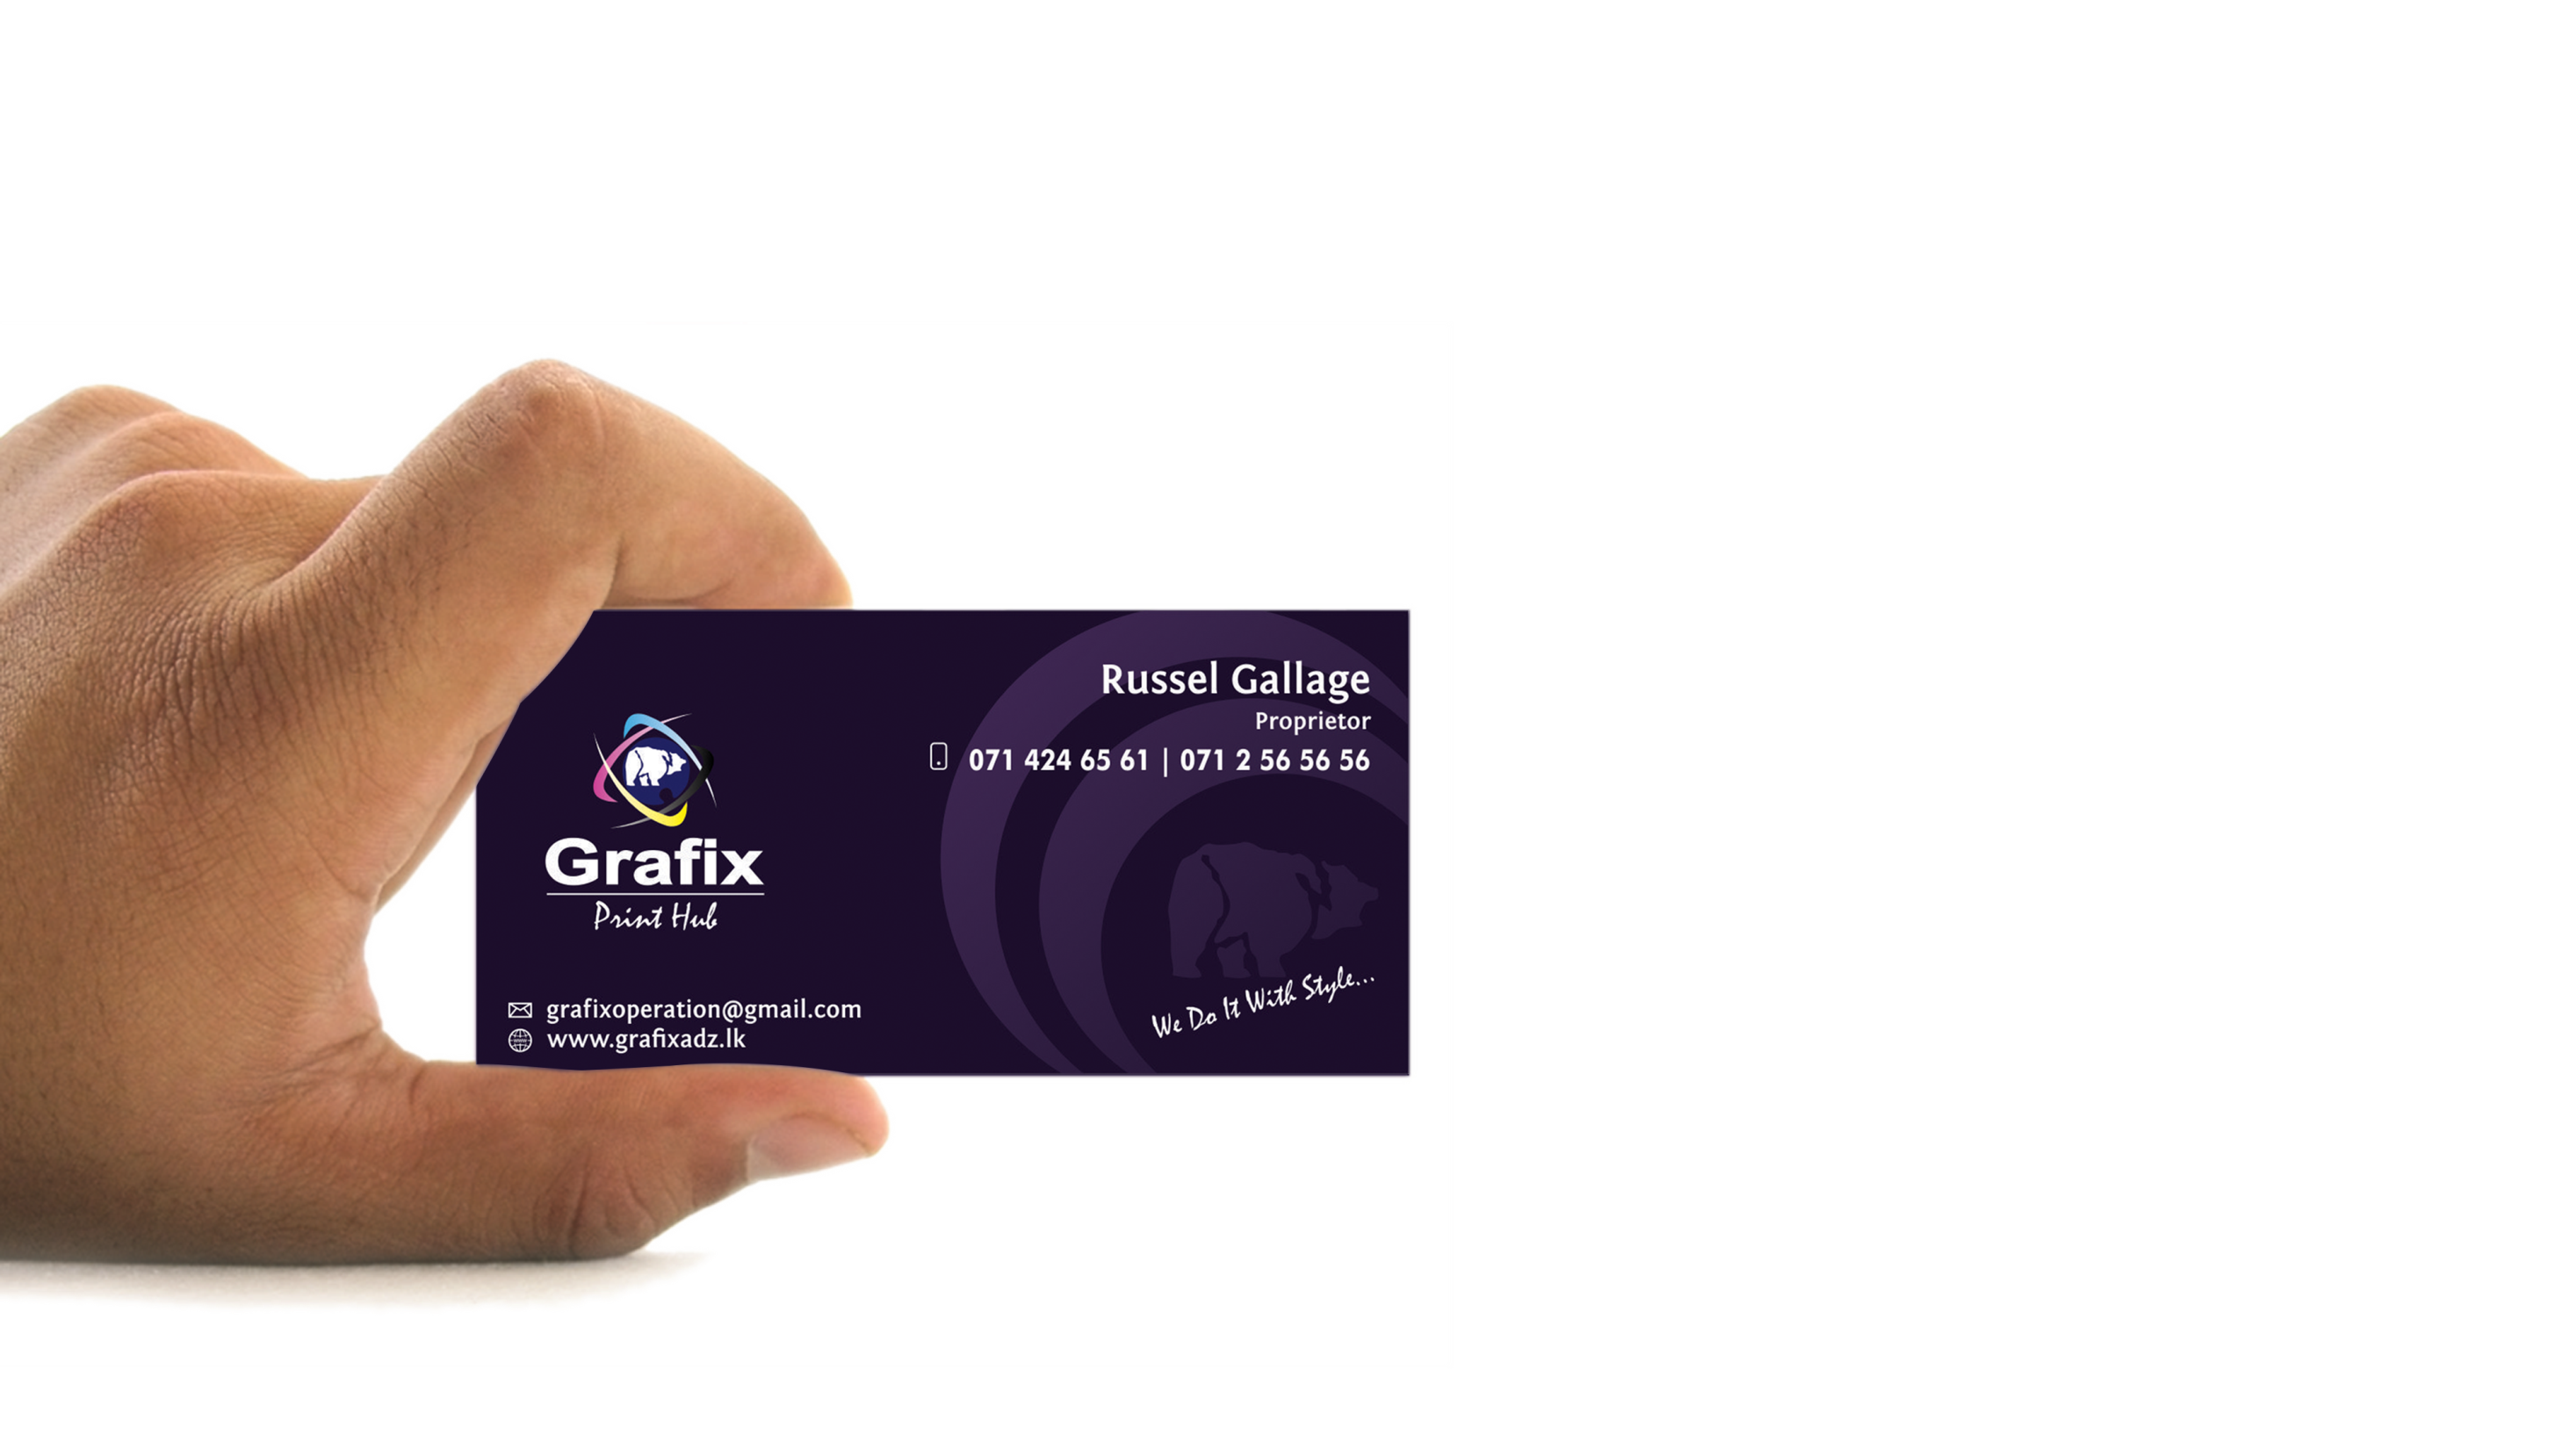 Russel Gallage
Proprietor
071 424 65 61 | 071 2 56 56 56
Grafix
Print Hub
grafixoperation@gmail.com
www.grafixadz.lk
We Do It With Style...